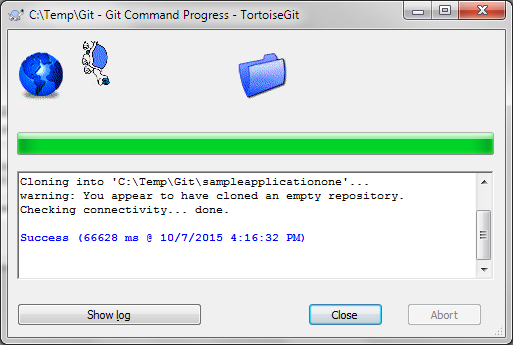 C:\Temp\Git - Git Command Progress - TortoiseGit
Cloning into 'C:\Temp\Git\sampleapplicationone'...
warning: You appear to have cloned an empty repository.
Checking connectivity... done.
Success (66628 ms @ 10/7/2015 4:16:32 PM)
Show log
Close
Abort